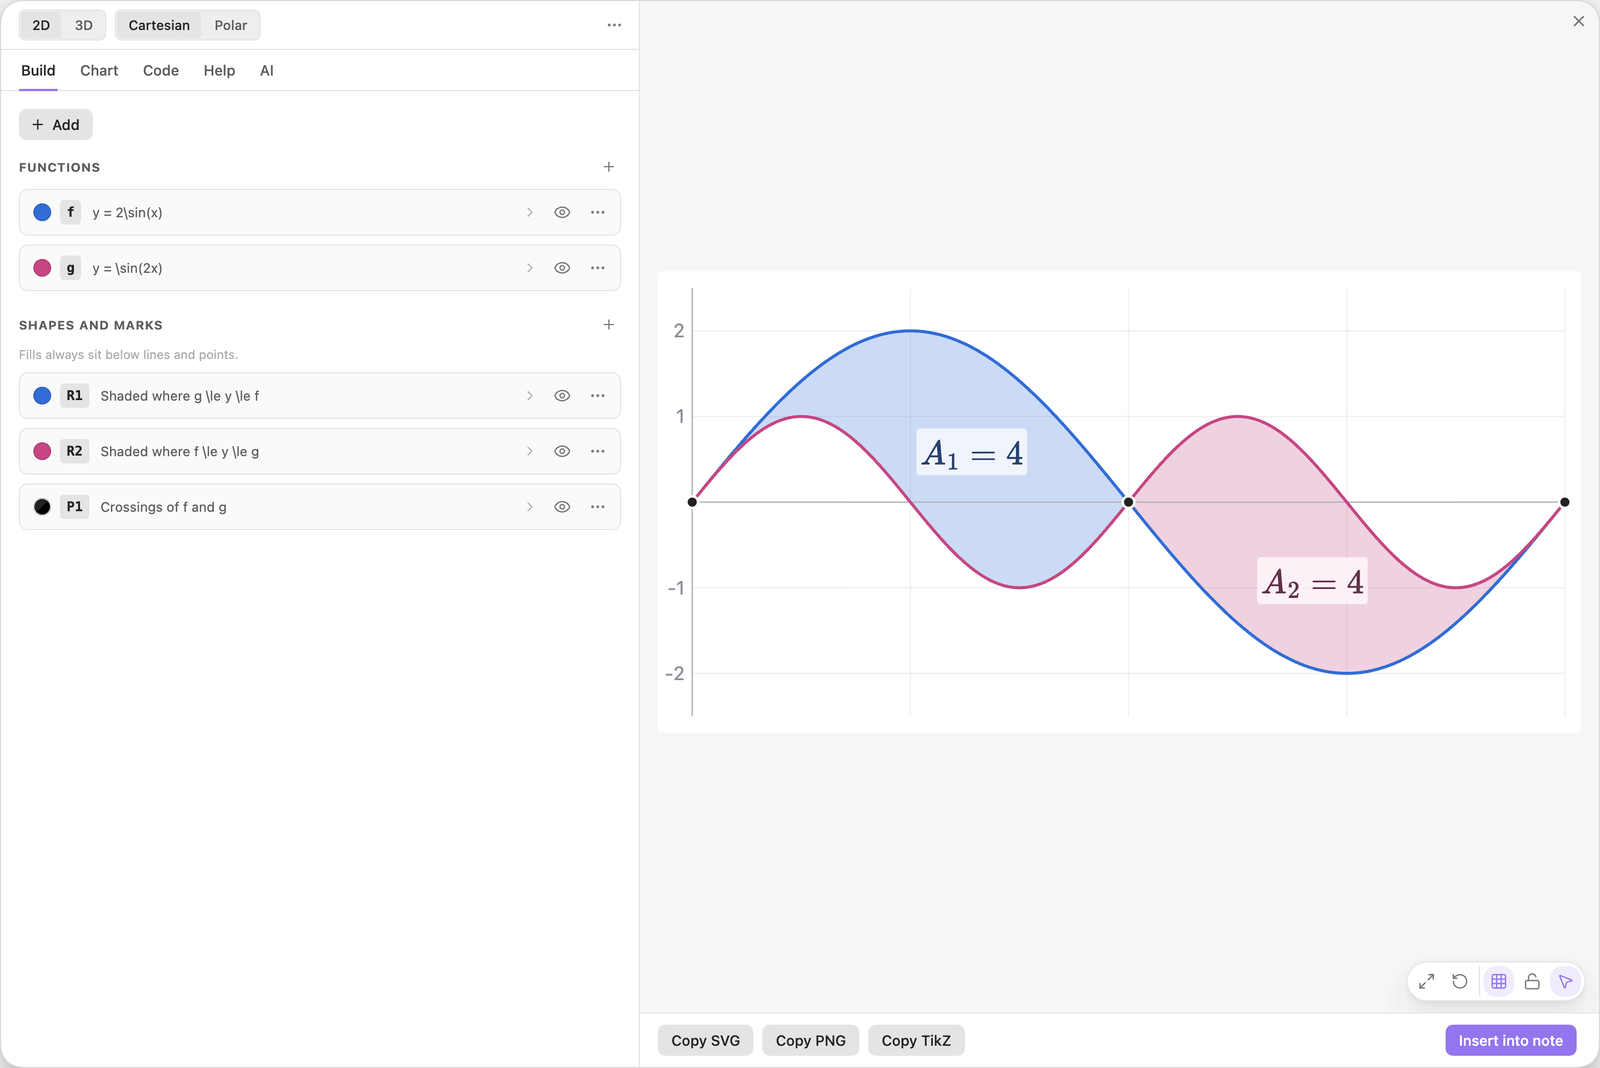 2D 3D Cartesian Polar
Build Chart Code Help AI
+ Add
FUNCTIONS
f y = 2\sin(x)
g y = \sin(2x)
SHAPES AND MARKS
Fills always sit below lines and points.
R1 Shaded where g \le y \le f
R2 Shaded where f \le y \le g
P1 Crossings of f and g
2
1
-1
-2
A₁ = 4
A₂ = 4
Copy SVG Copy PNG Copy TikZ Insert into note